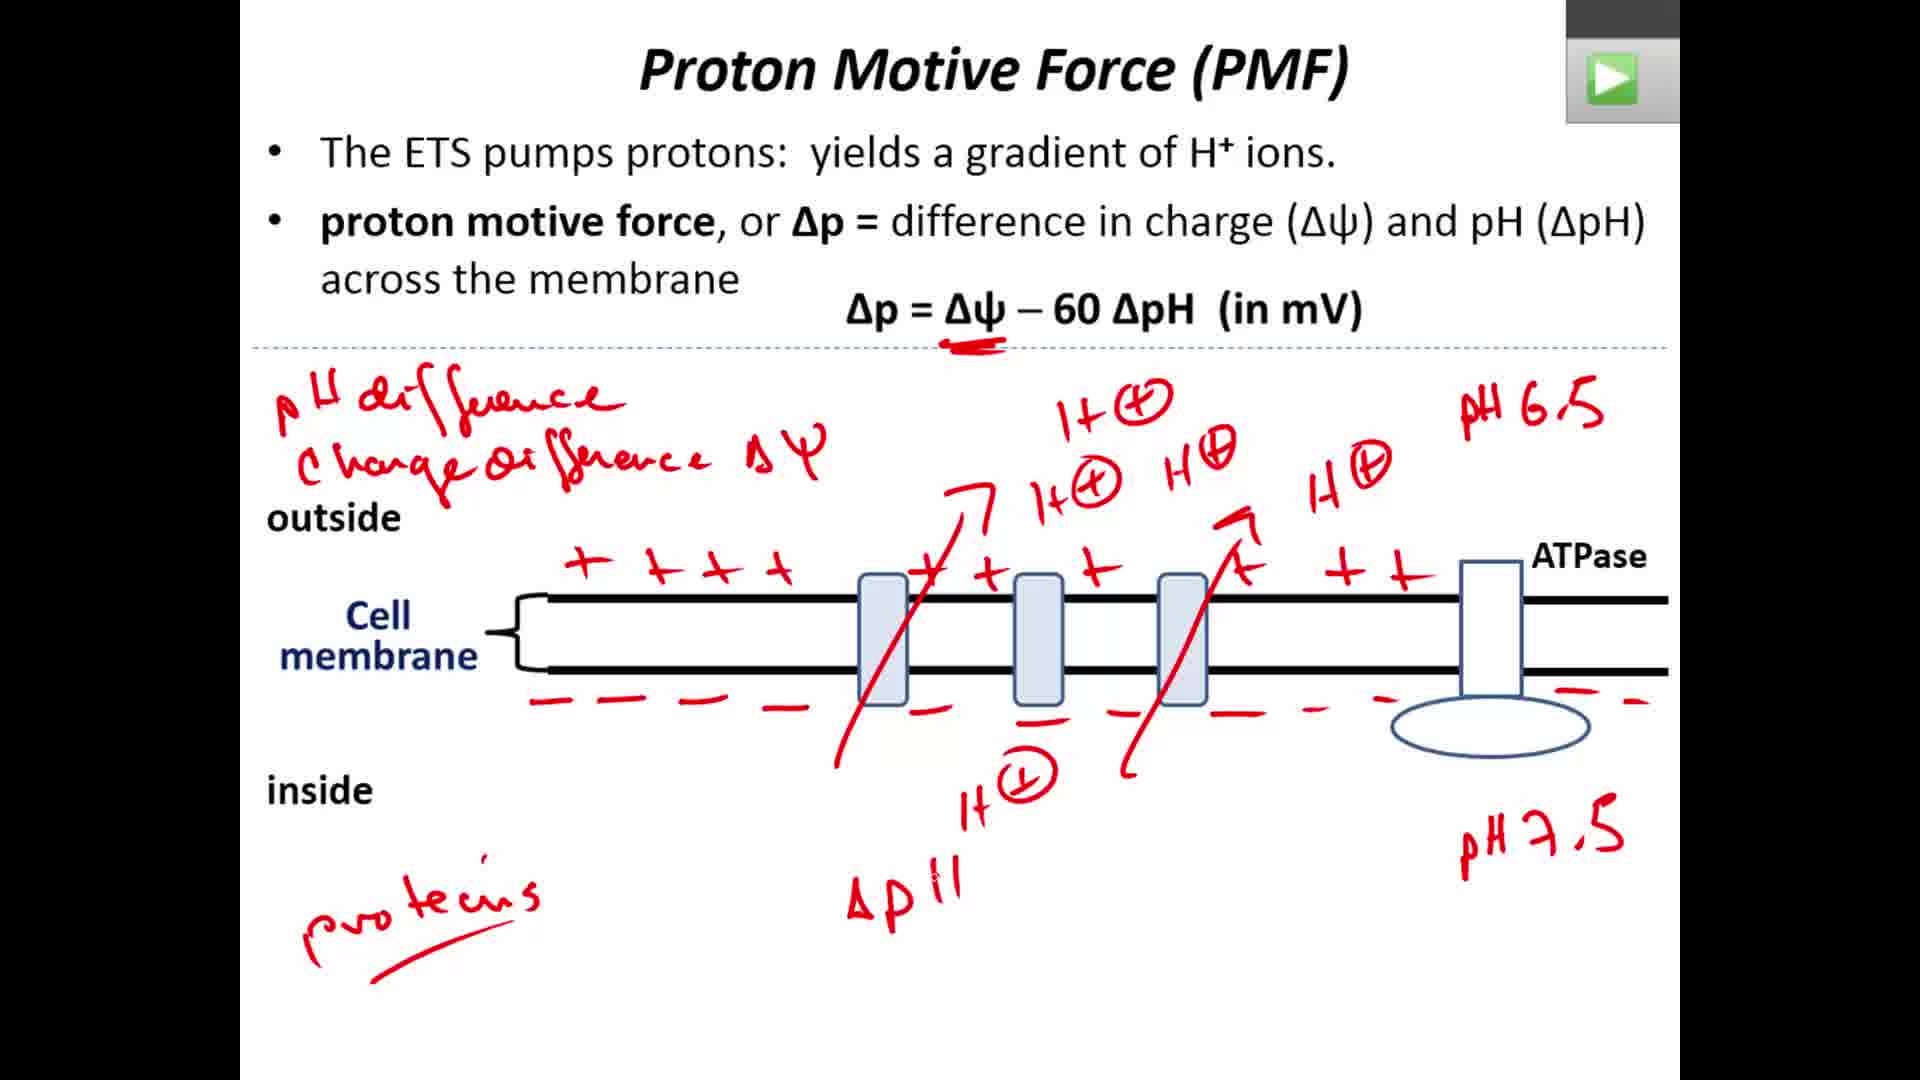 Proton Motive Force (PMF)
• The ETS pumps protons: yields a gradient of H⁺ ions.
• proton motive force, or Δp = difference in charge (Δψ) and pH (ΔpH)
across the membrane
Δp = Δψ – 60 ΔpH (in mV)
pH difference
Charge difference Δψ
H+
pH 6.5
H+ H+ H+
outside
+ + + + + + + + + +
ATPase
Cell
membrane
– – – – – – – – – – – – –
inside
H+
pH 7.5
proteins
ΔpH